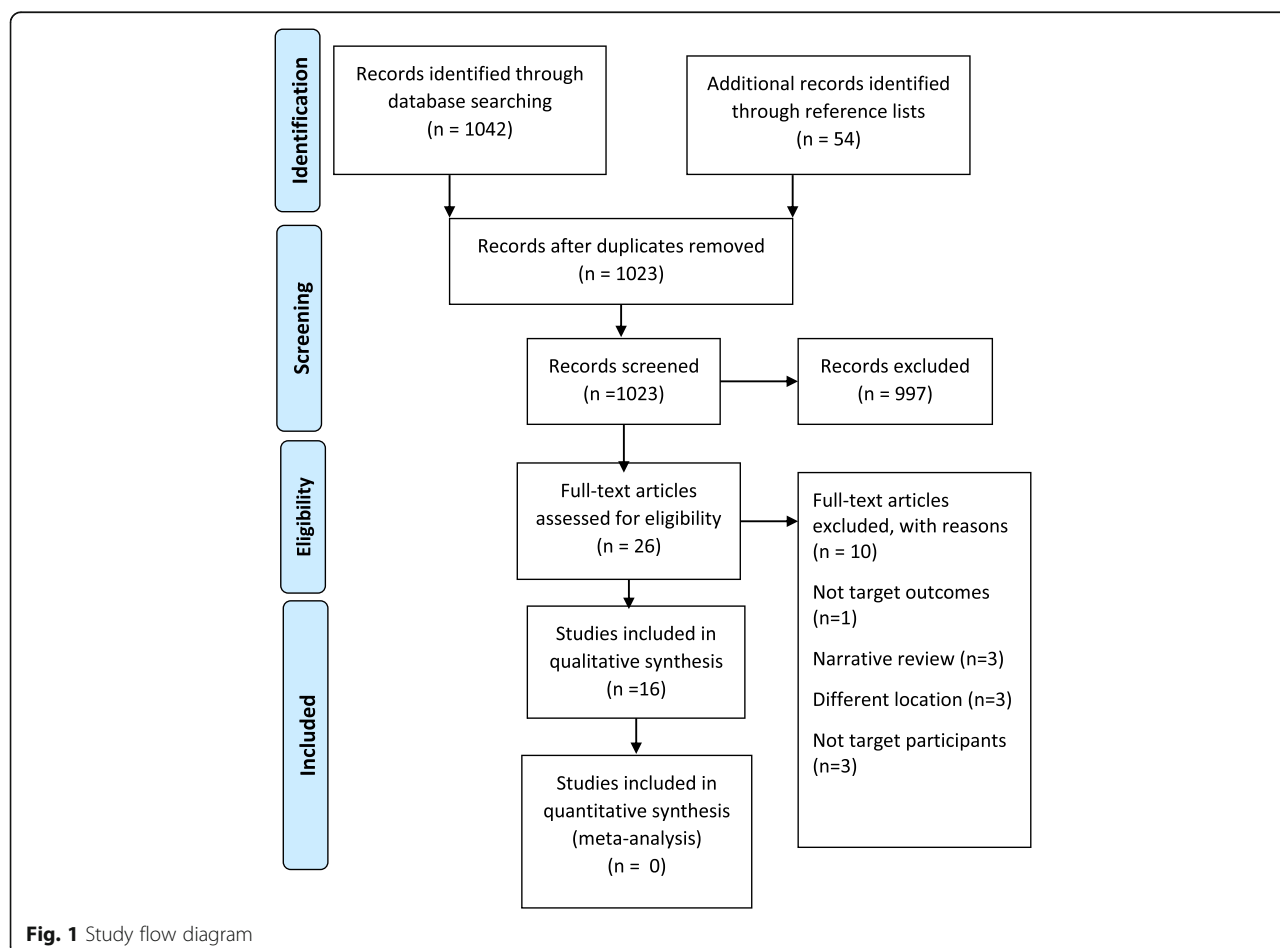 Identification
Records identified through
database searching
(n = 1042)
Additional records identified
through reference lists
(n = 54)
Screening
Records after duplicates removed
(n = 1023)
Records screened
(n =1023)
Records excluded
(n = 997)
Eligibility
Full-text articles
assessed for eligibility
(n = 26)
Full-text articles
excluded, with reasons
(n = 10)
Not target outcomes
(n=1)
Narrative review (n=3)
Different location (n=3)
Not target participants
(n=3)
Included
Studies included in
qualitative synthesis
(n =16)
Studies included in
quantitative synthesis
(meta-analysis)
(n = 0)
Fig. 1 Study flow diagram